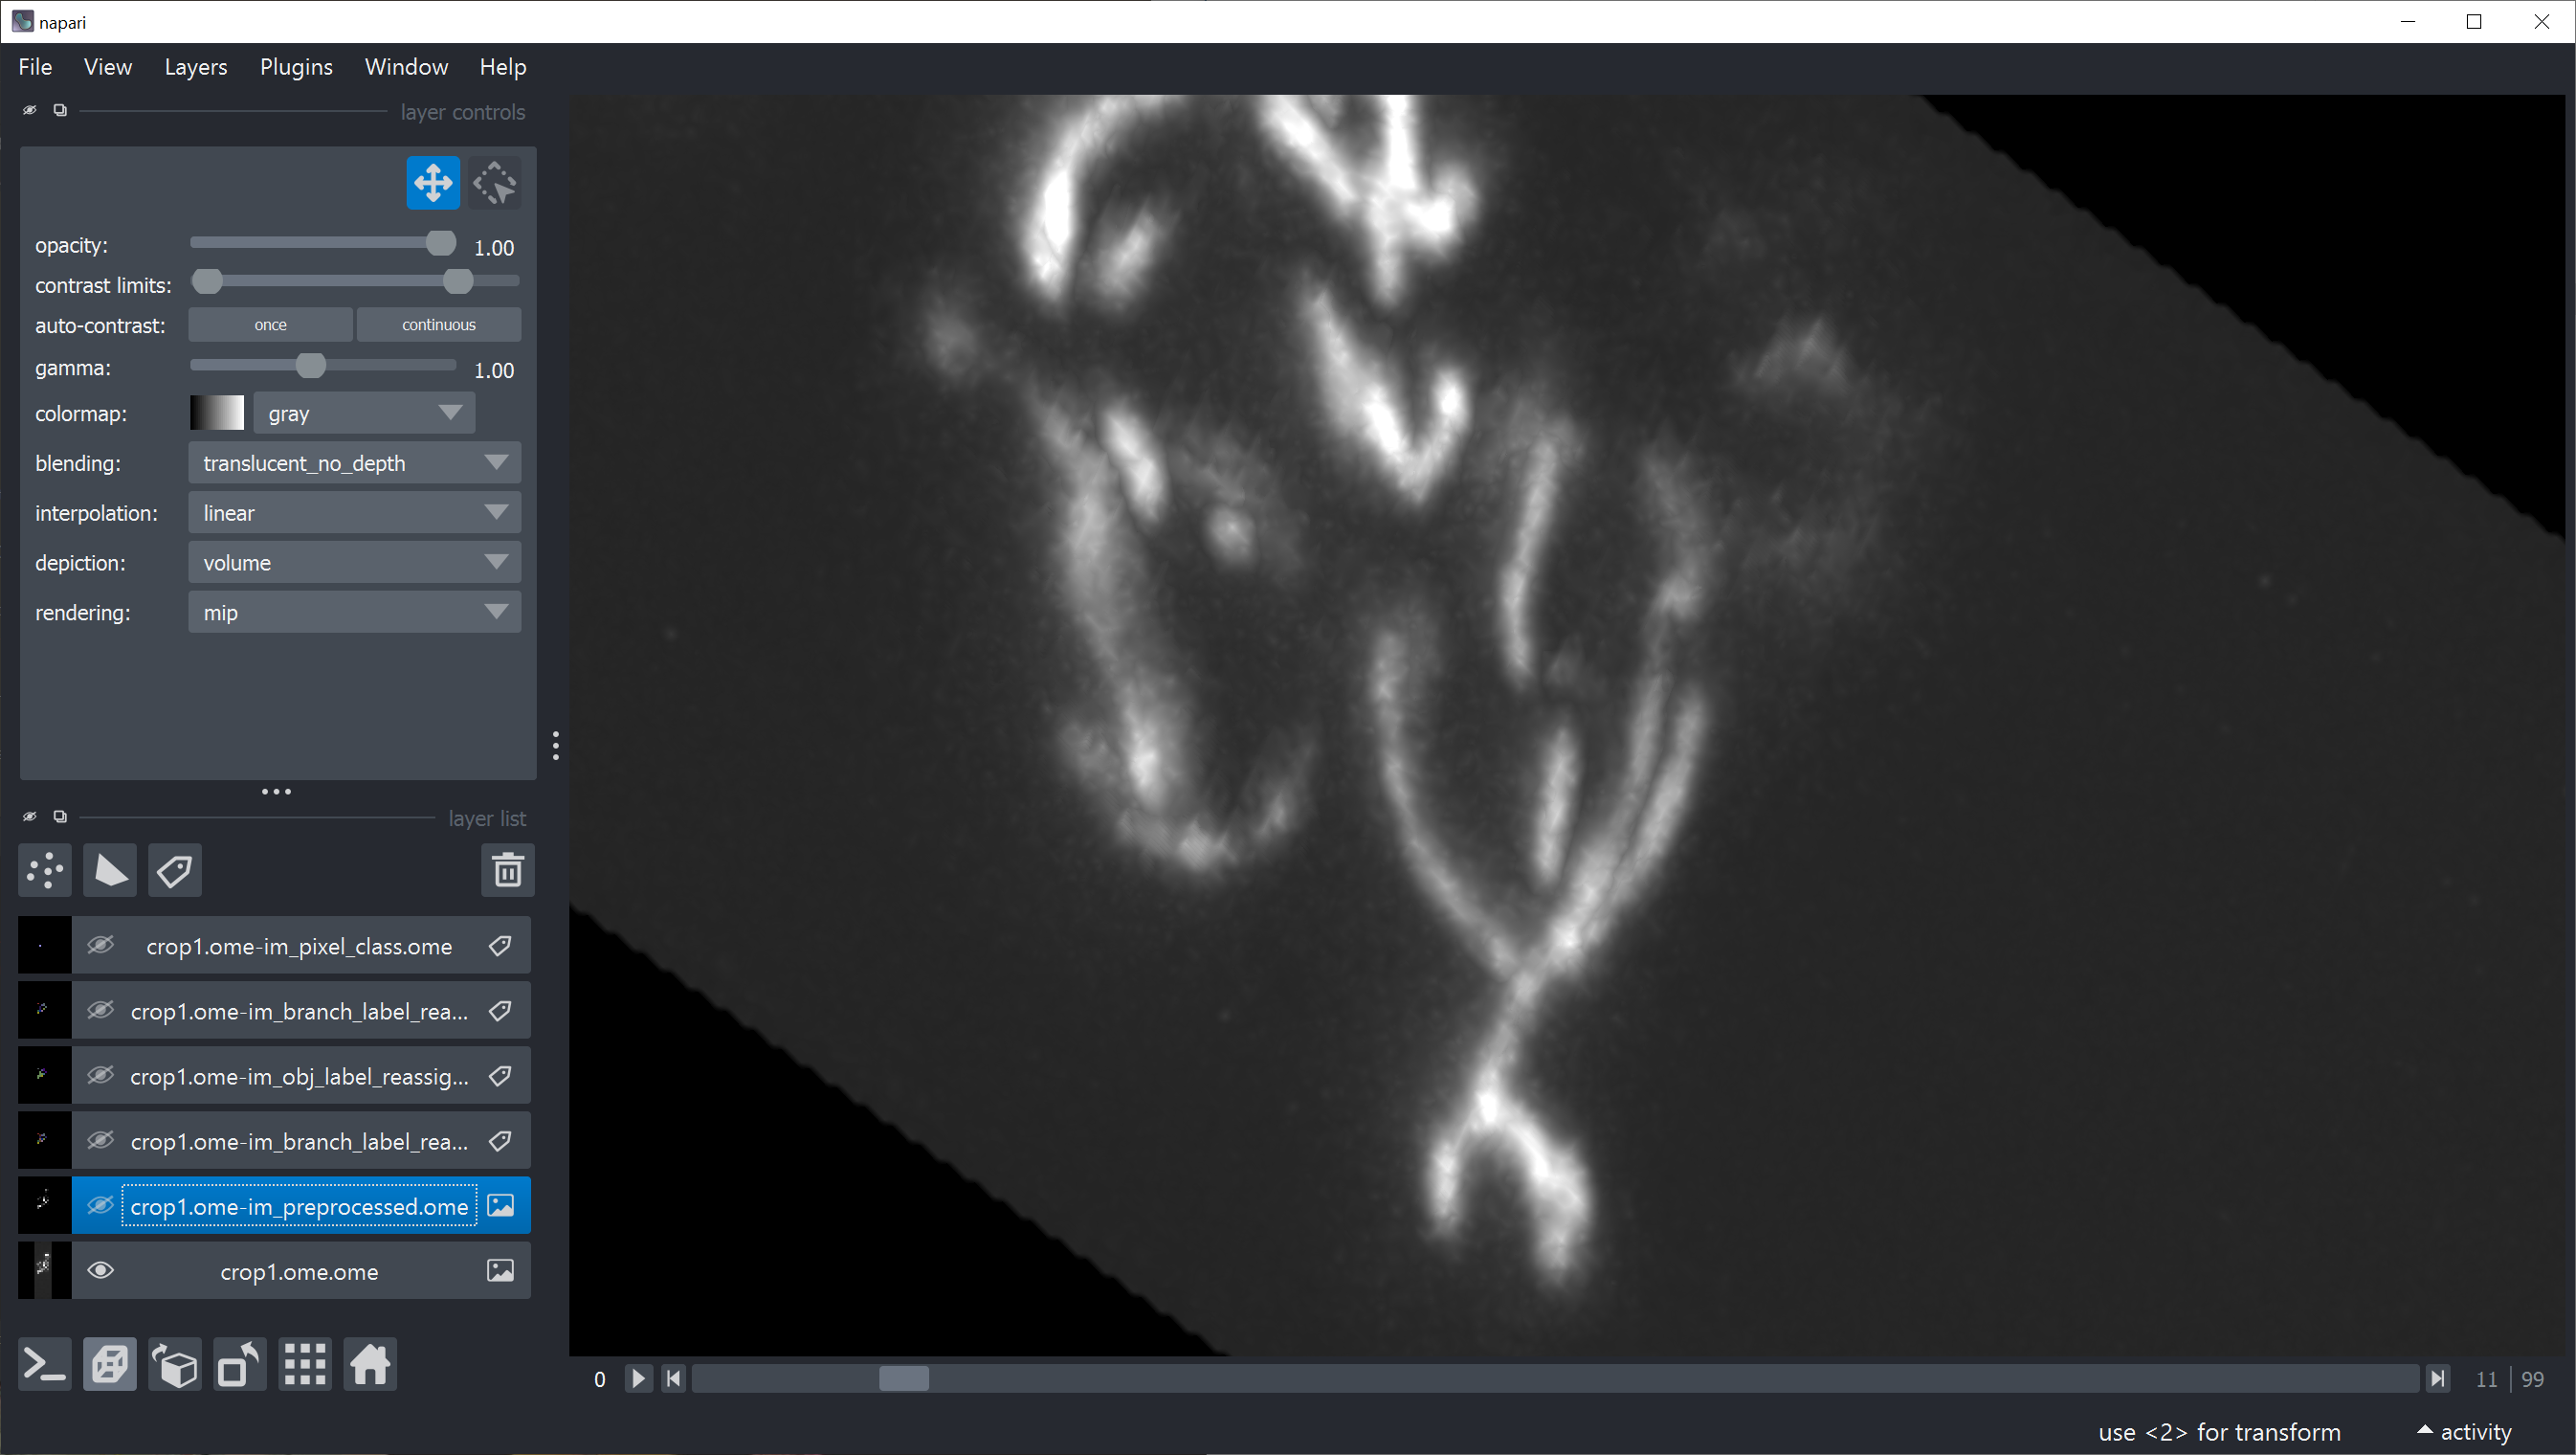 napari
File View Layers Plugins Window Help
layer controls
opacity: 1.00
contrast limits:
auto-contrast: once continuous
gamma: 1.00
colormap: gray
blending: translucent_no_depth
interpolation: linear
depiction: volume
rendering: mip
layer list
crop1.ome-im_pixel_class.ome
crop1.ome-im_branch_label_rea...
crop1.ome-im_obj_label_reassig...
crop1.ome-im_branch_label_rea...
crop1.ome-im_preprocessed.ome
crop1.ome.ome
0 11 99
use <2> for transform activity